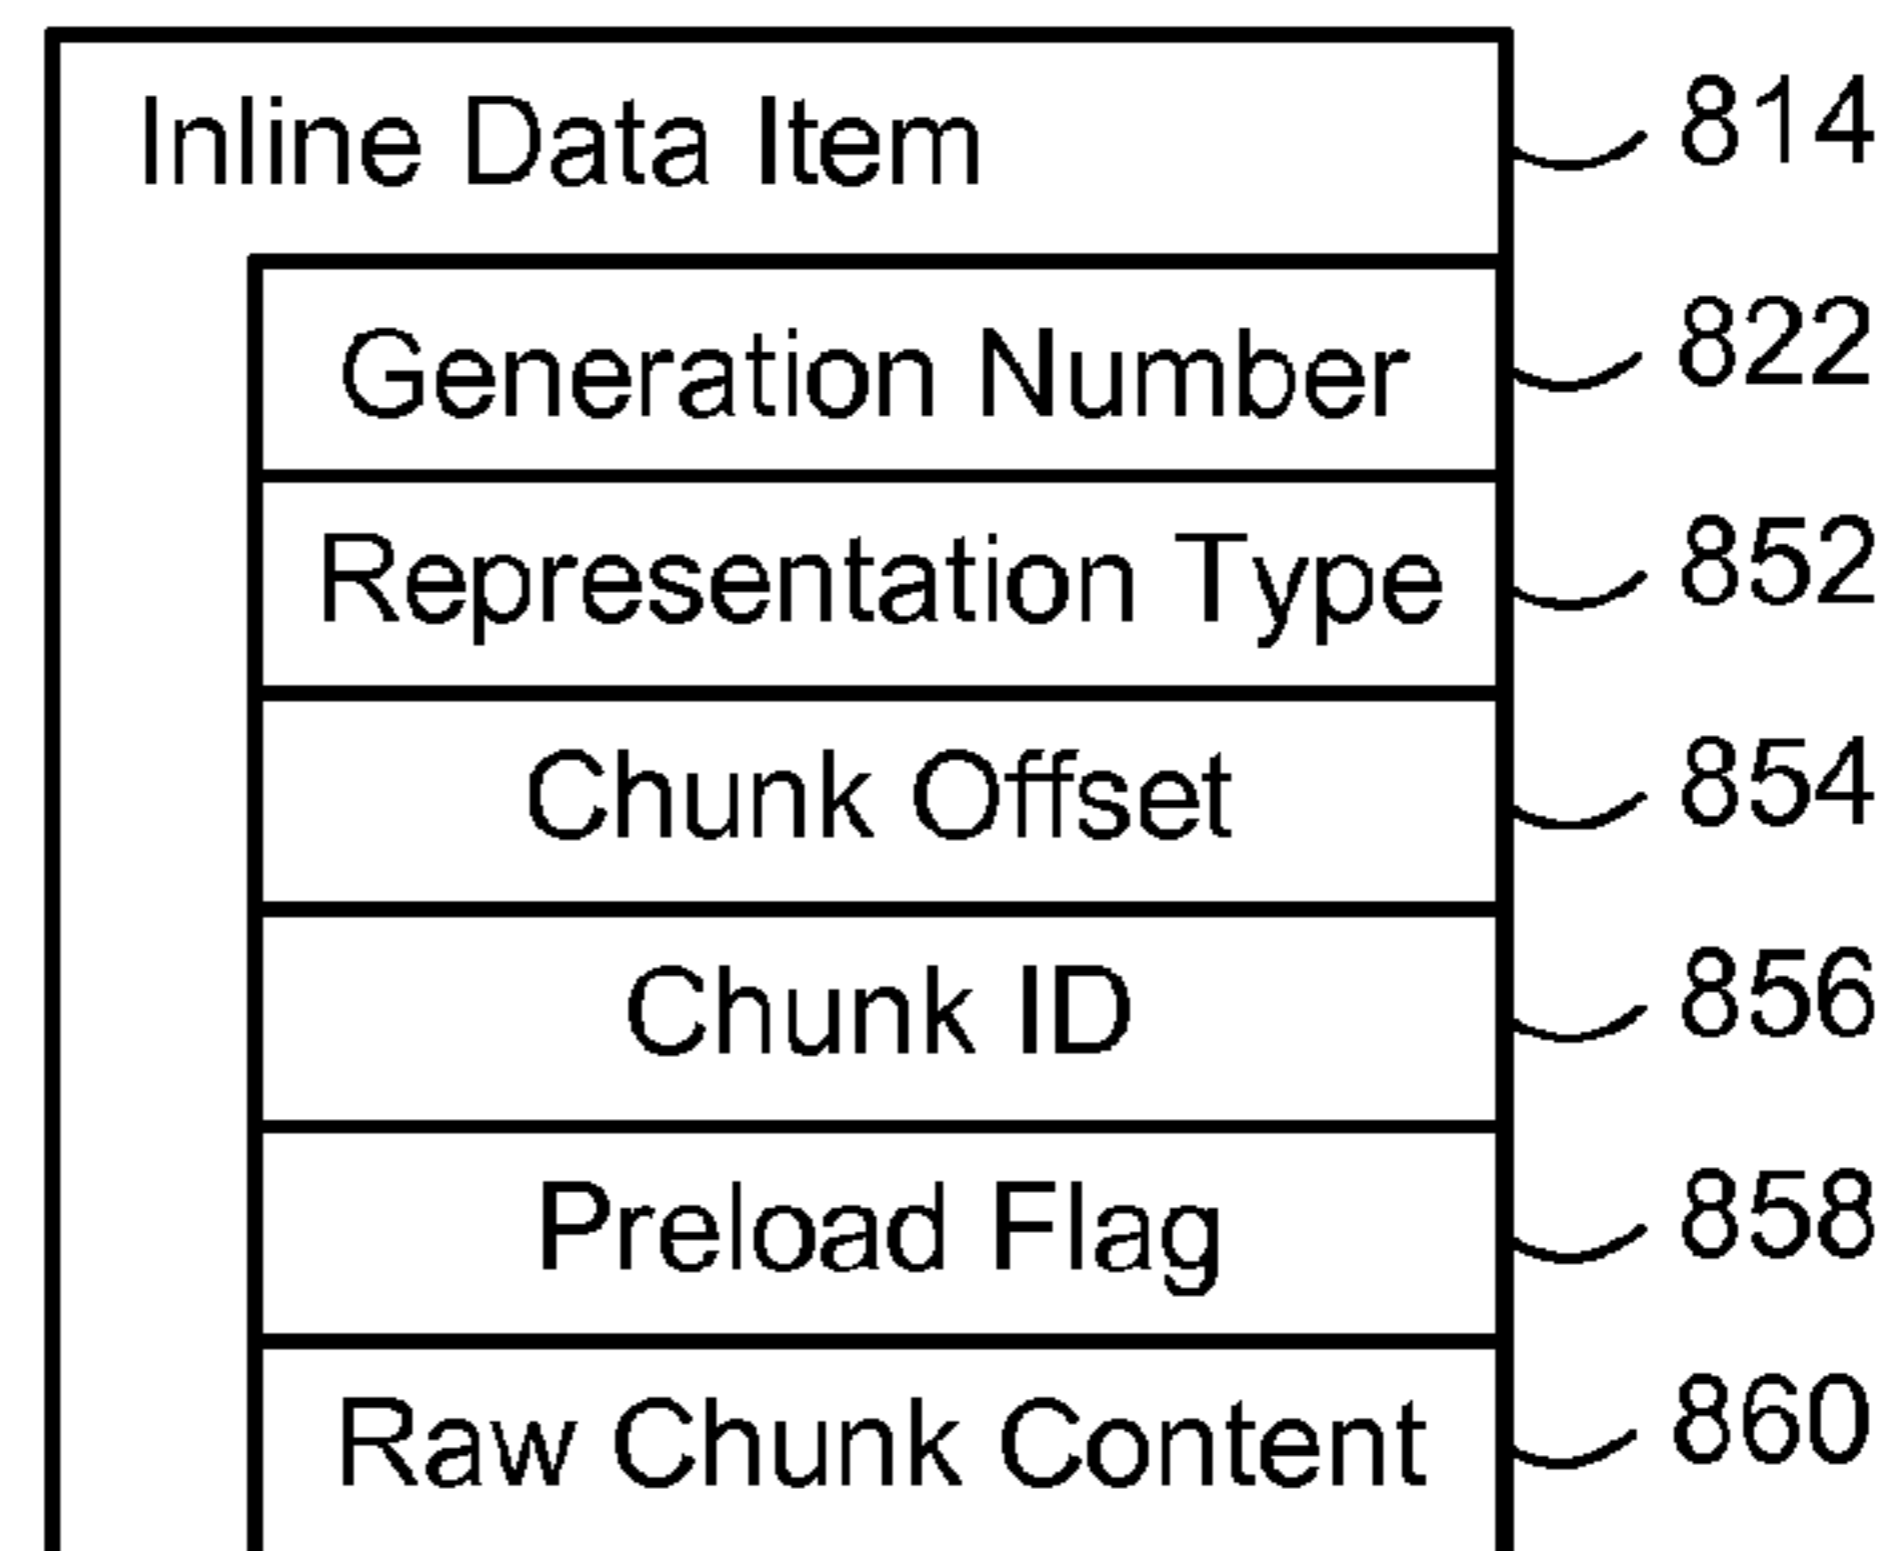 Inline Data Item 814
Generation Number 822
Representation Type 852
Chunk Offset 854
Chunk ID 856
Preload Flag 858
Raw Chunk Content 860